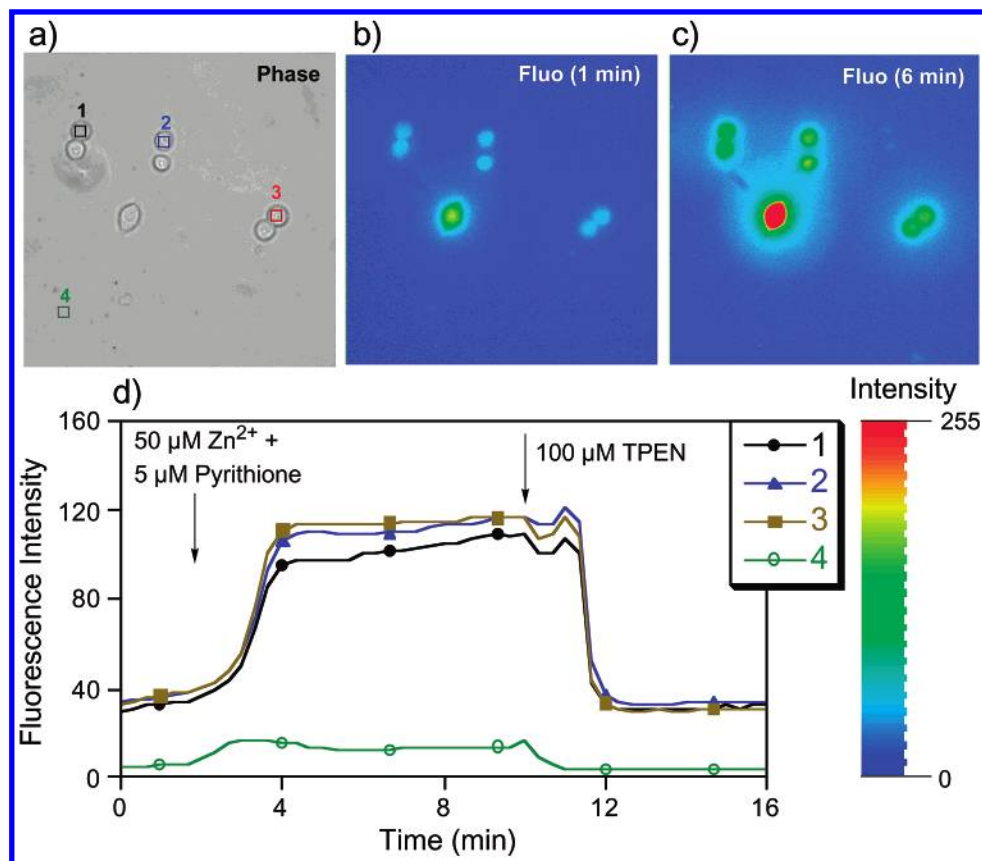 a)
Phase
1
2
3
4
b)
Fluo (1 min)
c)
Fluo (6 min)
d)
Intensity
255
0
Fluorescence Intensity
160
120
80
40
0
50 µM Zn²⁺ +
5 µM Pyrithione
100 µM TPEN
1
2
3
4
0
4
8
12
16
Time (min)